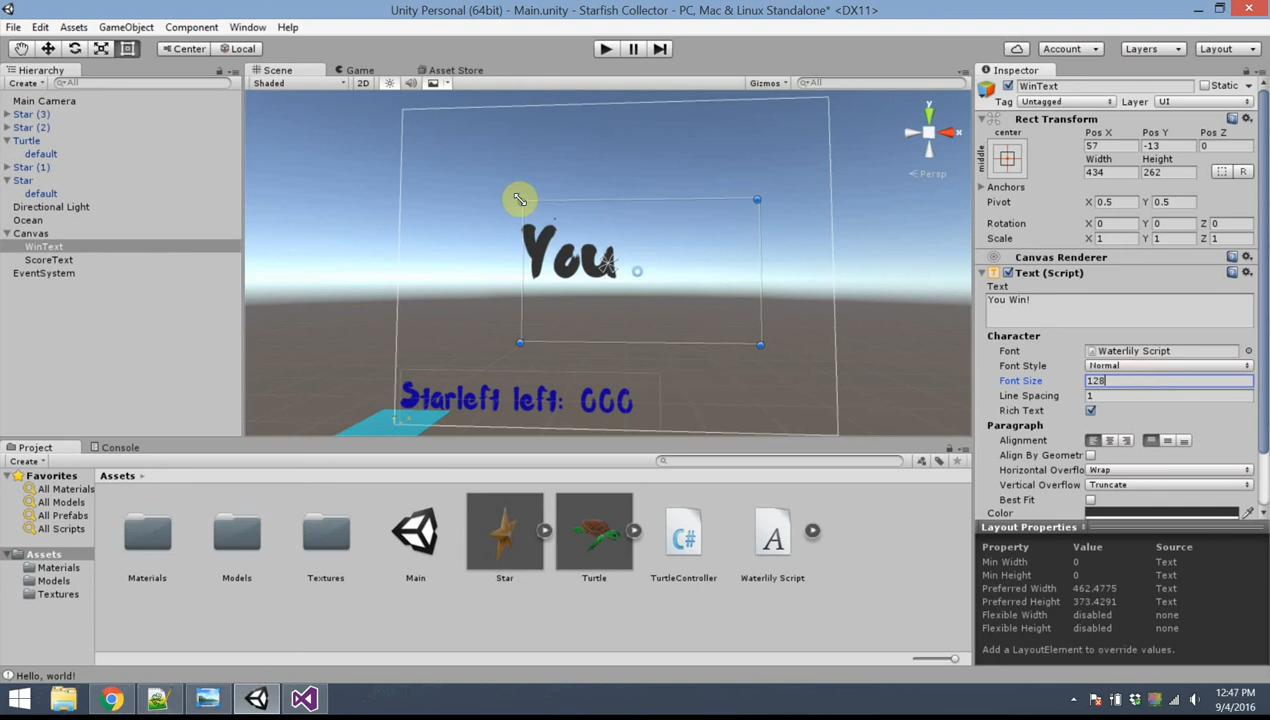 Unity Personal (64bit) - Main.unity - Starfish Collector - PC, Mac & Linux Standalone* <DX11>
File Edit Assets GameObject Component Window Help
Center Local Account Layers Layout
Hierarchy Scene Game Asset Store Inspector
Create All Shaded 2D Gizmos All WinText Static
Tag Untagged Layer UI
Main Camera
Star (3)
Star (2)
Turtle
default
Star (1)
Star
default
Directional Light
Ocean
Canvas
WinText
ScoreText
EventSystem
y
x
Persp
You
Starleft left: 000
Rect Transform
center Pos X Pos Y Pos Z
middle 57 -13 0
Width Height
434 262
R
Anchors
Pivot X 0.5 Y 0.5
Rotation X 0 Y 0 Z 0
Scale X 1 Y 1 Z 1
Canvas Renderer
Text (Script)
Text
You Win!
Character
Font Waterlily Script
Font Style Normal
Font Size 128
Line Spacing 1
Rich Text
Paragraph
Alignment
Align By Geometr
Horizontal Overflo Wrap
Vertical Overflow Truncate
Best Fit
Color
Layout Properties
Property Value Source
Min Width 0 Text
Min Height 0 Text
Preferred Width 462.4775 Text
Preferred Height 373.4291 Text
Flexible Width disabled none
Flexible Height disabled none
Add a LayoutElement to override values.
Project Console
Create
Favorites
All Materials
All Models
All Prefabs
All Scripts
Assets
Materials
Models
Textures
Assets
C#
A
Materials Models Textures Main Star Turtle TurtleController Waterlily Script
Hello, world!
12:47 PM
9/4/2016